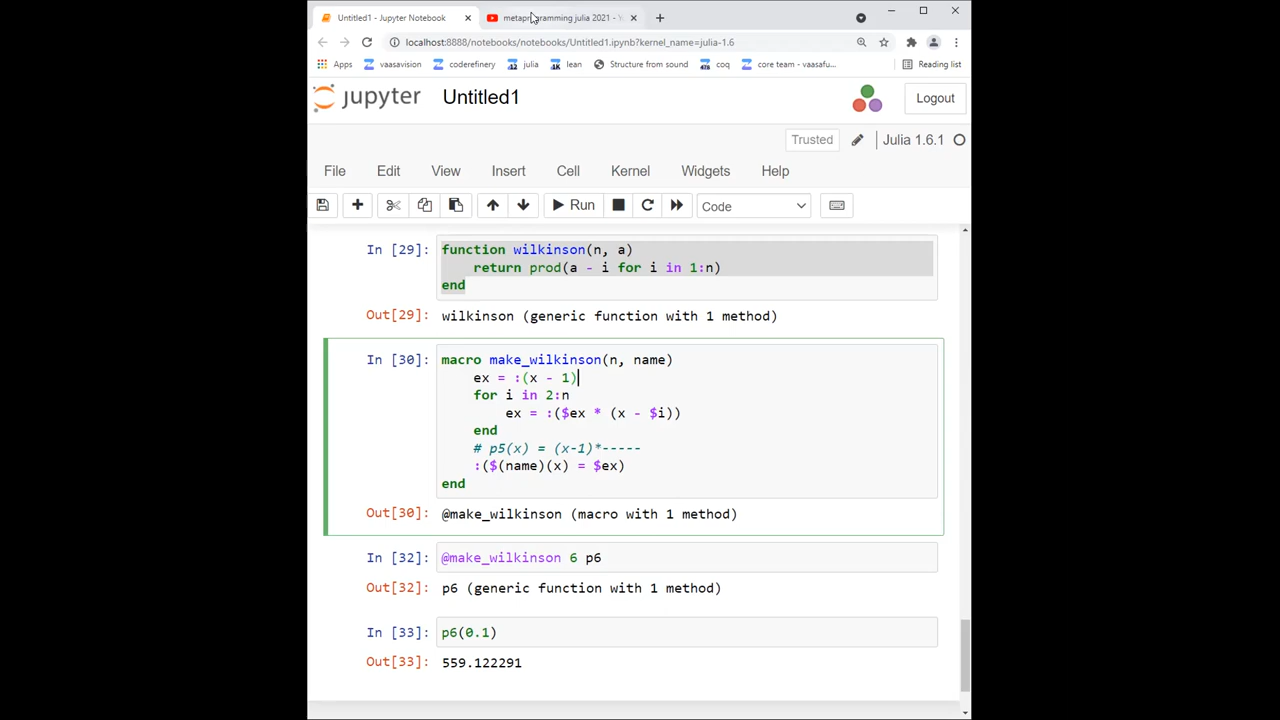 Untitled1 - Jupyter Notebook
metaprogramming julia 2021 - Y
localhost:8888/notebooks/notebooks/Untitled1.ipynb?kernel_name=julia-1.6
Apps vaasavision coderefinery julia lean Structure from sound coq core team - vaasafu... Reading list
jupyter Untitled1 Logout
Trusted Julia 1.6.1
File Edit View Insert Cell Kernel Widgets Help
Run Code
In [29]: function wilkinson(n, a)
return prod(a - i for i in 1:n)
end
Out[29]: wilkinson (generic function with 1 method)
In [30]: macro make_wilkinson(n, name)
ex = :(x - 1)
for i in 2:n
ex = :($ex * (x - $i))
end
# p5(x) = (x-1)*-----
:($(name)(x) = $ex)
end
Out[30]: @make_wilkinson (macro with 1 method)
In [32]: @make_wilkinson 6 p6
Out[32]: p6 (generic function with 1 method)
In [33]: p6(0.1)
Out[33]: 559.122291